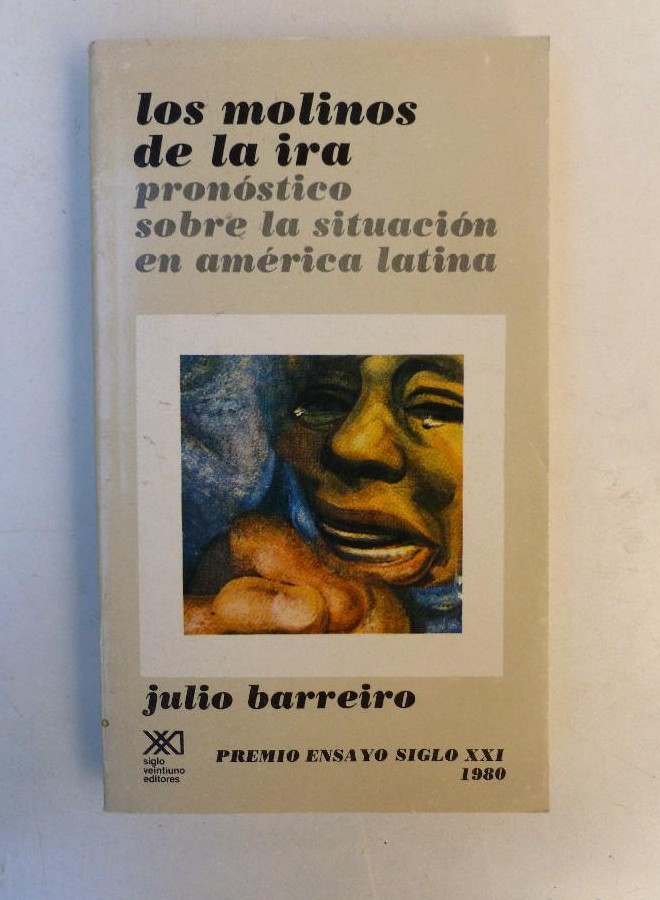 los molinos
de la ira
pronóstico
sobre la situación
en américa latina
julio barreiro
XXI
siglo
veintiuno
editores
PREMIO ENSAYO SIGLO XXI
1980